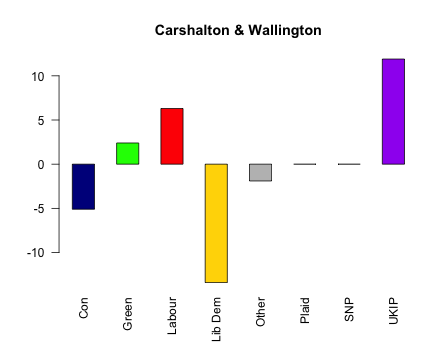 Carshalton & Wallington
10
5
0
-5
-10
Con
Green
Labour
Lib Dem
Other
Plaid
SNP
UKIP